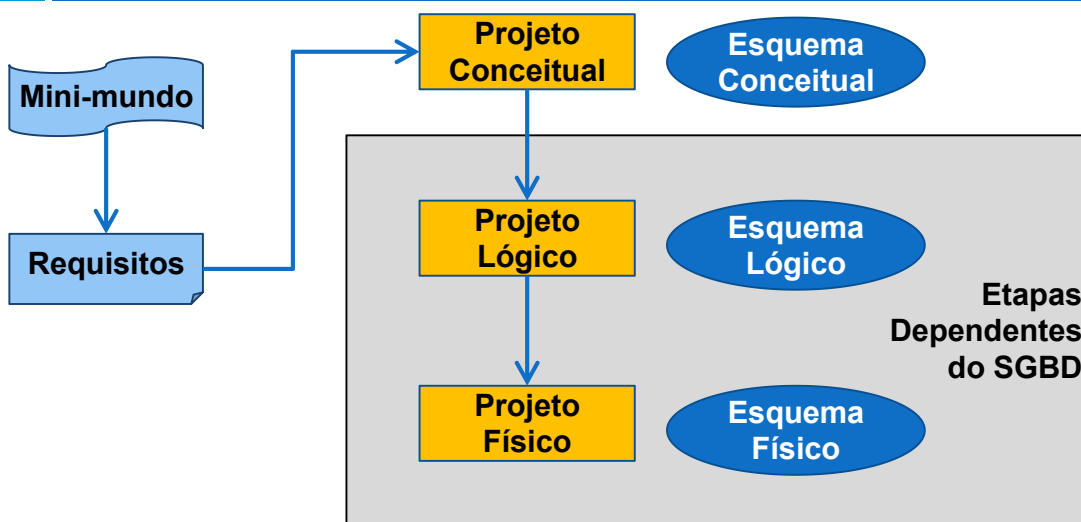 Mini-mundo
Requisitos
Projeto
Conceitual
Esquema
Conceitual
Projeto
Lógico
Esquema
Lógico
Projeto
Físico
Esquema
Físico
Etapas
Dependentes
do SGBD